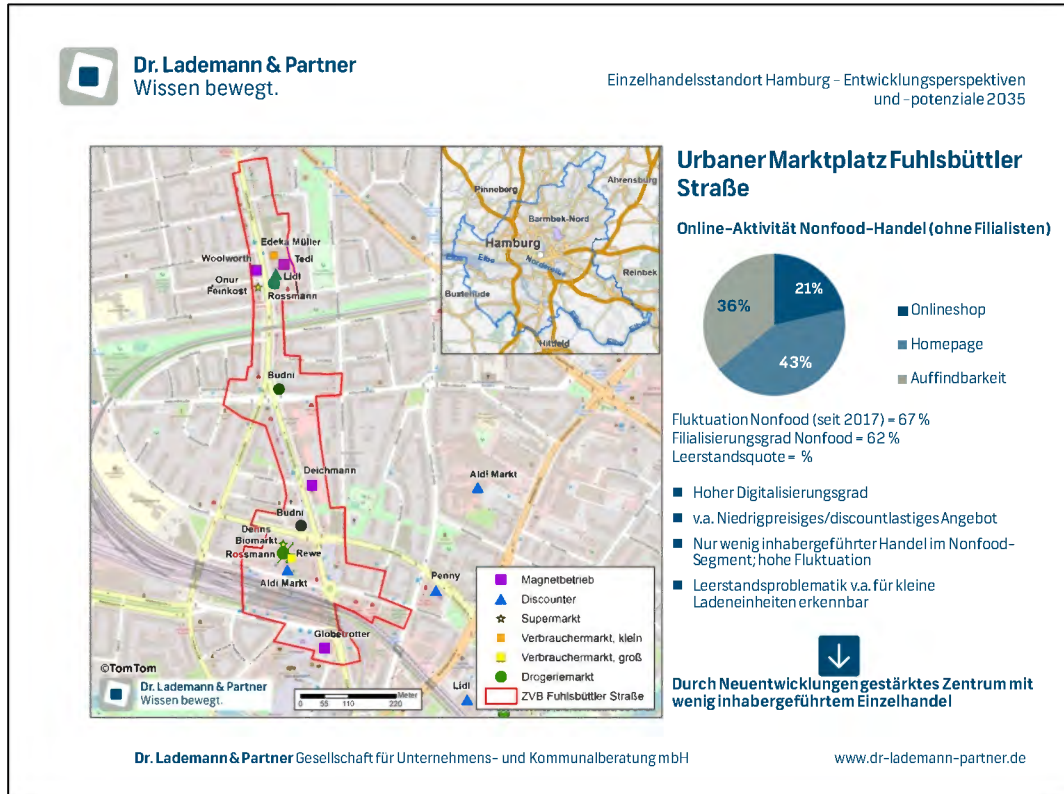 Dr. Lademann & Partner
Wissen bewegt.
Einzelhandelsstandort Hamburg – Entwicklungsperspektiven
und –potenziale 2035
Urbaner Marktplatz Fuhlsbüttler
Straße
Online-Aktivität Nonfood-Handel (ohne Filialisten)
21%
36%
43%
Onlineshop
Homepage
Auffindbarkeit
Fluktuation Nonfood (seit 2017) = 67 %
Filialisierungsgrad Nonfood = 62 %
Leerstandsquote = %
Hoher Digitalisierungsgrad
v.a. Niedrigpreisiges/discountlastiges Angebot
Nur wenig inhabergeführter Handel im Nonfood-
Segment; hohe Fluktuation
Leerstandsproblematik v.a. für kleine
Ladeneinheiten erkennbar
Durch Neuentwicklungen gestärktes Zentrum mit
wenig inhabergeführtem Einzelhandel
Pinneberg
Ahrensburg
Barmbek-Nord
Hamburg
Elbe
Elbe
Norderelbe
Reinbek
Buxtehude
Hittfeld
Edeka Müller
Woolworth
Tedi
Lidl
Onur
Feinkost
Rossmann
Budni
Deichmann
Aldi Markt
Budni
Denns
Biomarkt
Rossmann
Rewe
Aldi Markt
Penny
Globetrotter
Lidl
Magnetbetrieb
Discounter
Supermarkt
Verbrauchermarkt, klein
Verbrauchermarkt, groß
Drogeriemarkt
ZVB Fuhlsbüttler Straße
©TomTom
Dr. Lademann & Partner
Wissen bewegt.
Meter
0 55 110 220
Dr. Lademann & Partner Gesellschaft für Unternehmens- und Kommunalberatung mbH
www.dr-lademann-partner.de